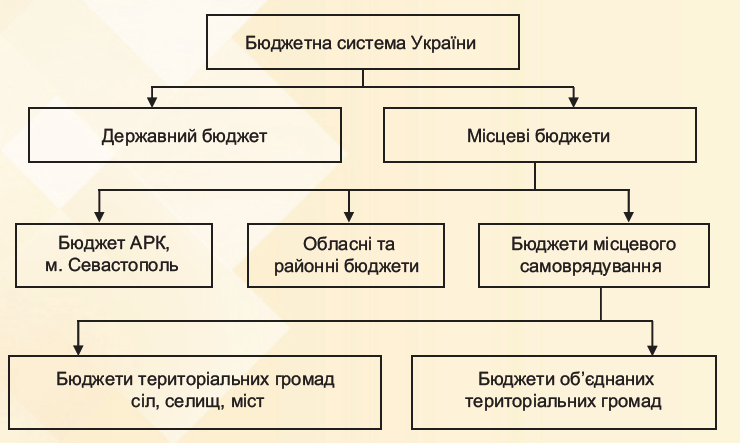 Бюджетна система України
Державний бюджет
Місцеві бюджети
Бюджет АРК,
м. Севастополь
Обласні та
районні бюджети
Бюджети місцевого
самоврядування
Бюджети територіальних громад
сіл, селищ, міст
Бюджети об’єднаних
територіальних громад